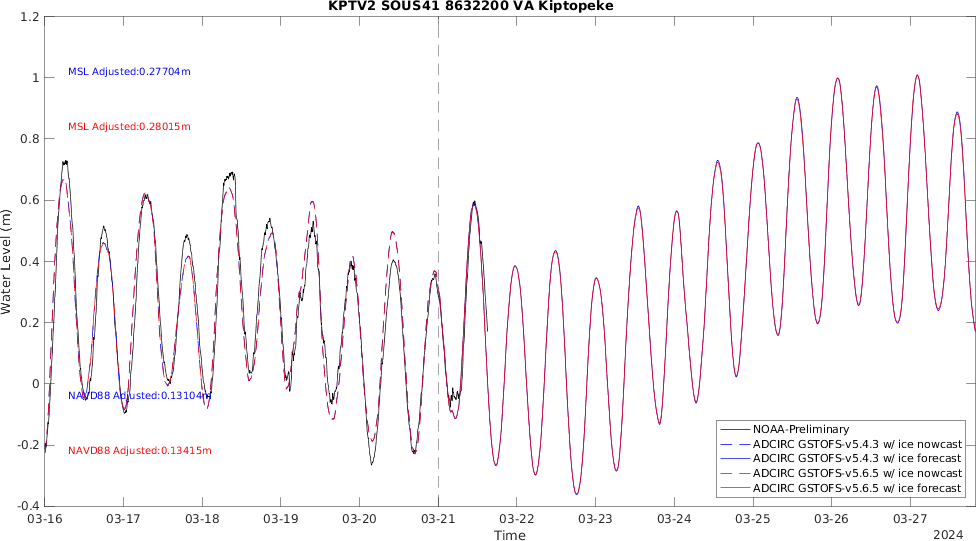 KPTV2 SOUS41 8632200 VA Kiptopeke
1.2
1
0.8
0.6
0.4
0.2
0
-0.2
-0.4
Water Level (m)
MSL Adjusted:0.27704m
MSL Adjusted:0.28015m
NAVD88 Adjusted:0.13104m
NAVD88 Adjusted:0.13415m
NOAA-Preliminary
ADCIRC GSTOFS-v5.4.3 w/ ice nowcast
ADCIRC GSTOFS-v5.4.3 w/ ice forecast
ADCIRC GSTOFS-v5.6.5 w/ ice nowcast
ADCIRC GSTOFS-v5.6.5 w/ ice forecast
03-16 03-17 03-18 03-19 03-20 03-21 03-22 03-23 03-24 03-25 03-26 03-27
Time
2024